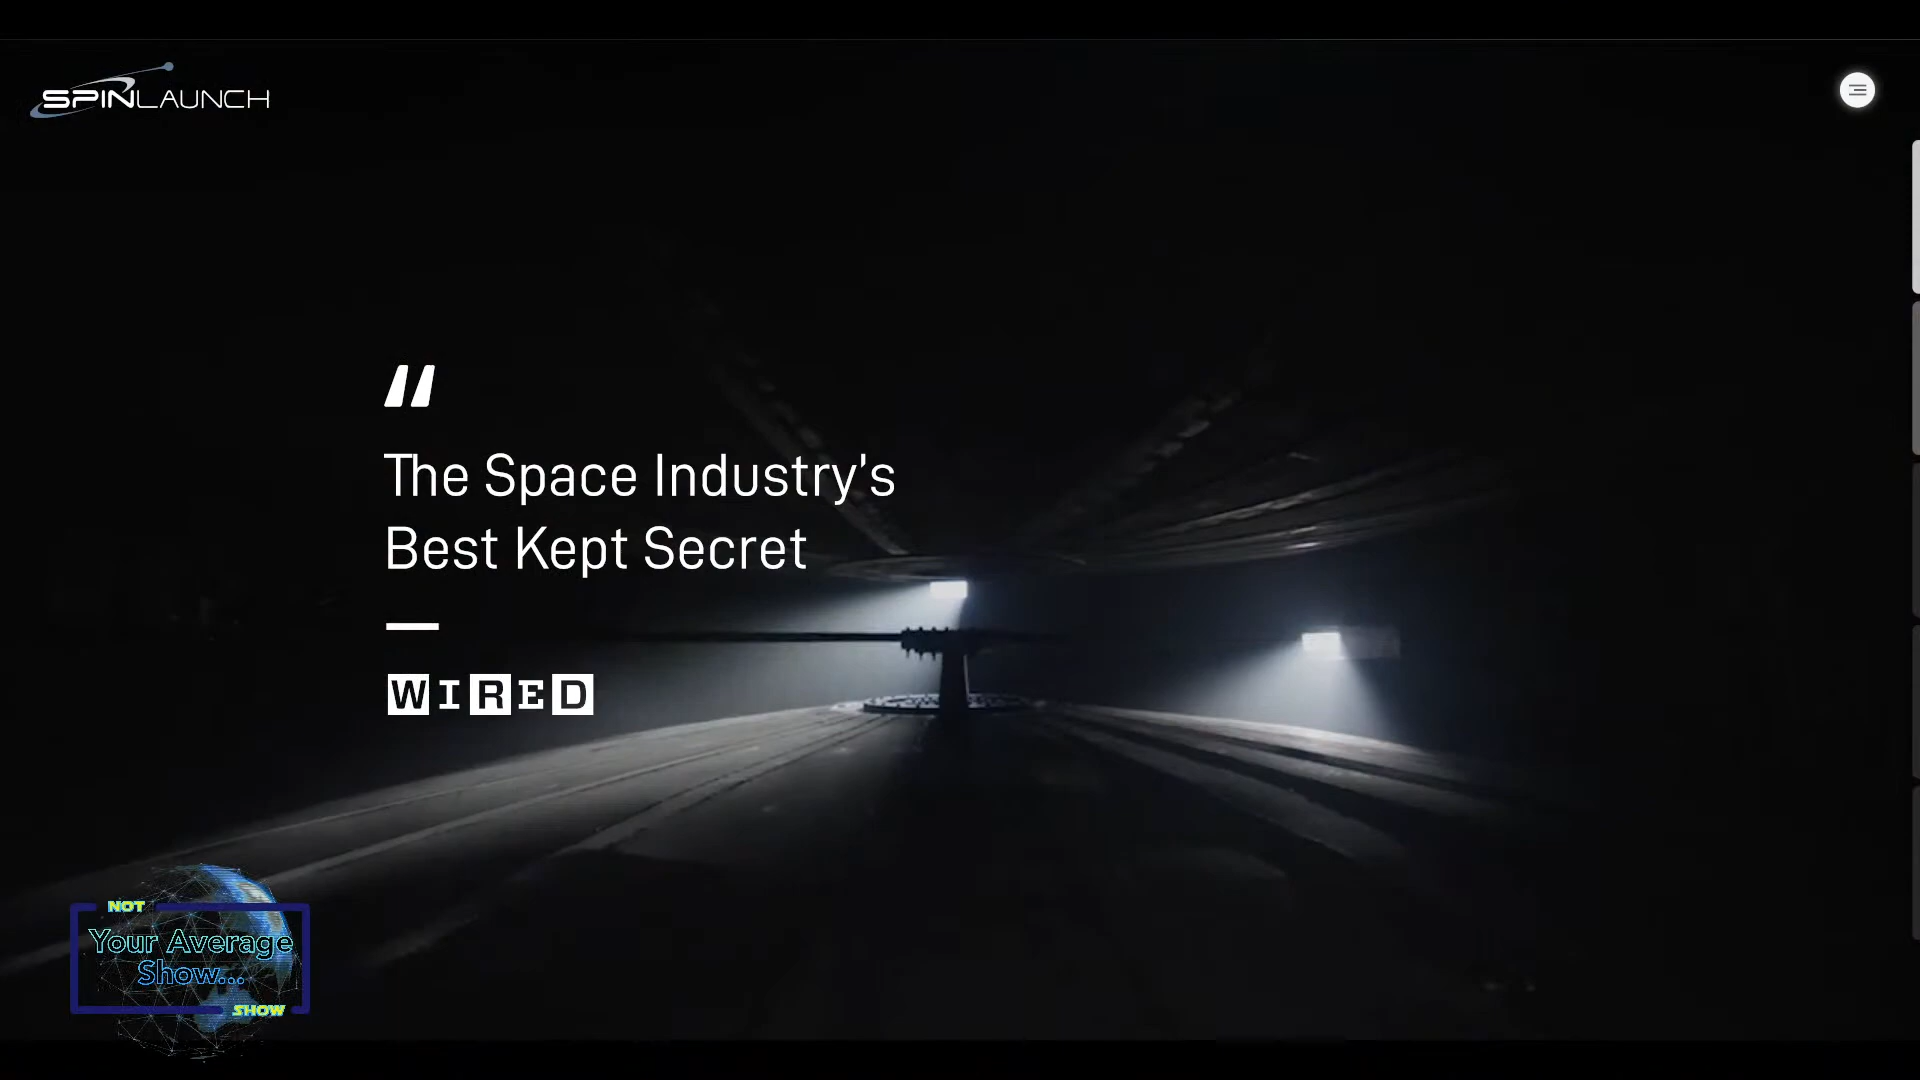 SPINLAUNCH
“
The Space Industry's
Best Kept Secret
WIRED
NOT
Your Average
Show...
SHOW